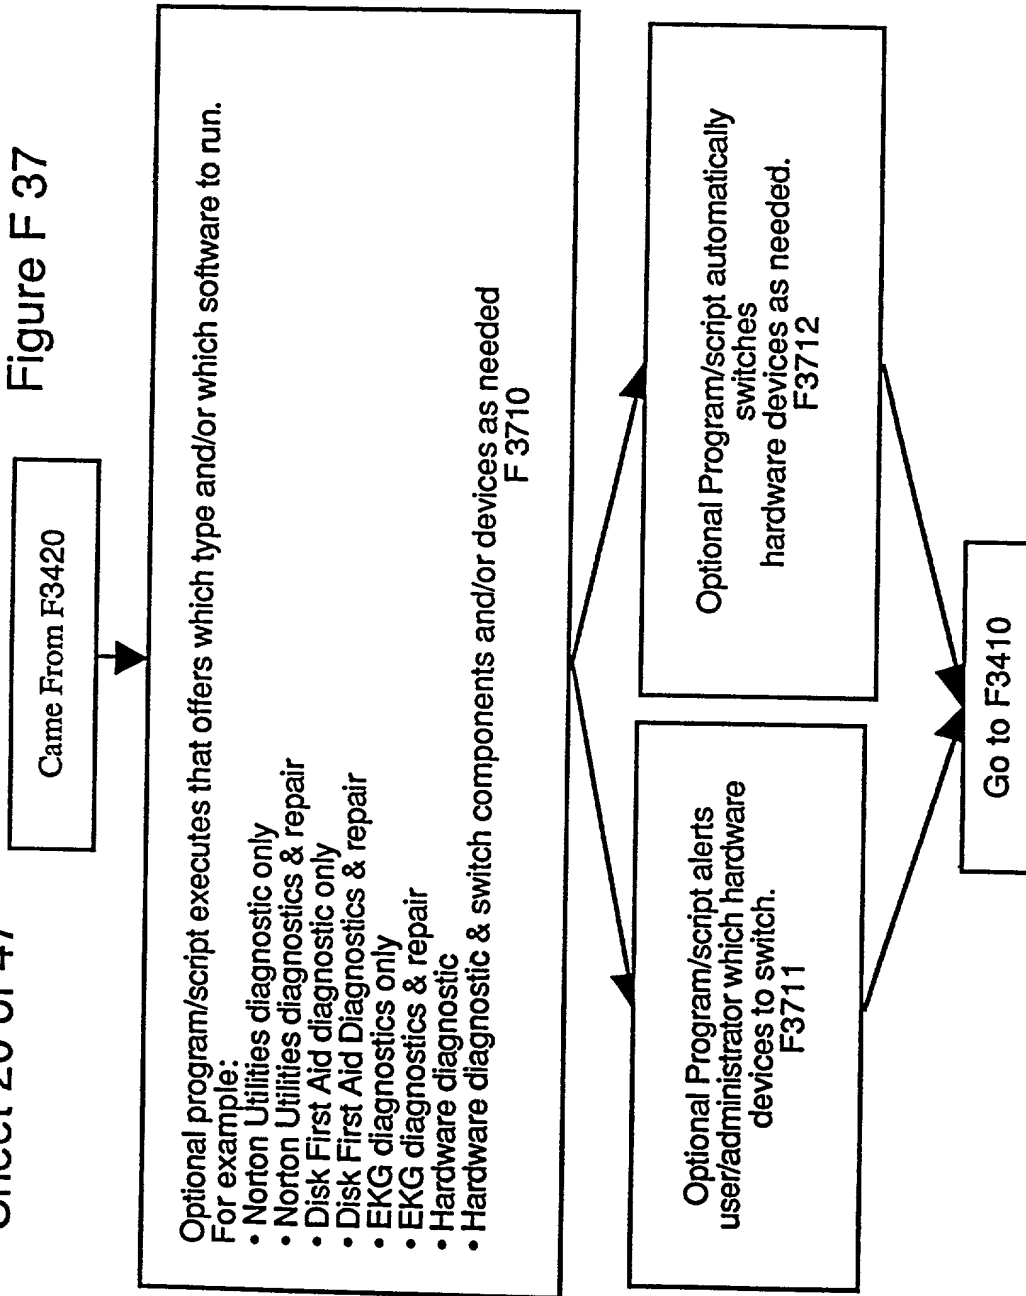 Figure F 37
Came From F3420
Optional program/script executes that offers which type and/or which software to run.
For example:
• Norton Utilities diagnostic only
• Norton Utilities diagnostics & repair
• Disk First Aid diagnostic only
• Disk First Aid Diagnostics & repair
• EKG diagnostics only
• EKG diagnostics & repair
• Hardware diagnostic
• Hardware diagnostic & switch components and/or devices as needed
F 3710
Optional Program/script alerts
user/administrator which hardware
devices to switch.
F3711
Optional Program/script automatically
switches
hardware devices as needed.
F3712
Go to F3410